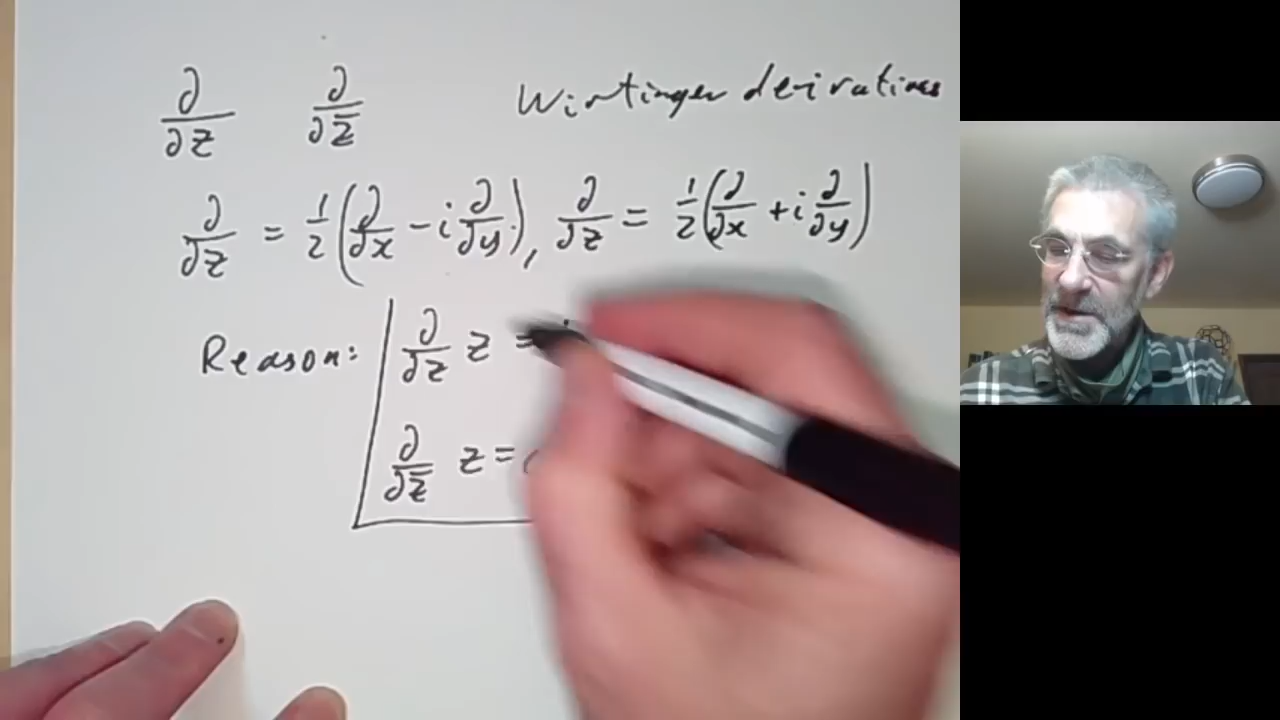 ∂/∂z ∂/∂z̅ Wirtinger derivatives
∂/∂z = 1/2(∂/∂x − i ∂/∂y), ∂/∂z = 1/2(∂/∂x + i ∂/∂y)
Reason: ∂/∂z z =
∂/∂z̅ z =